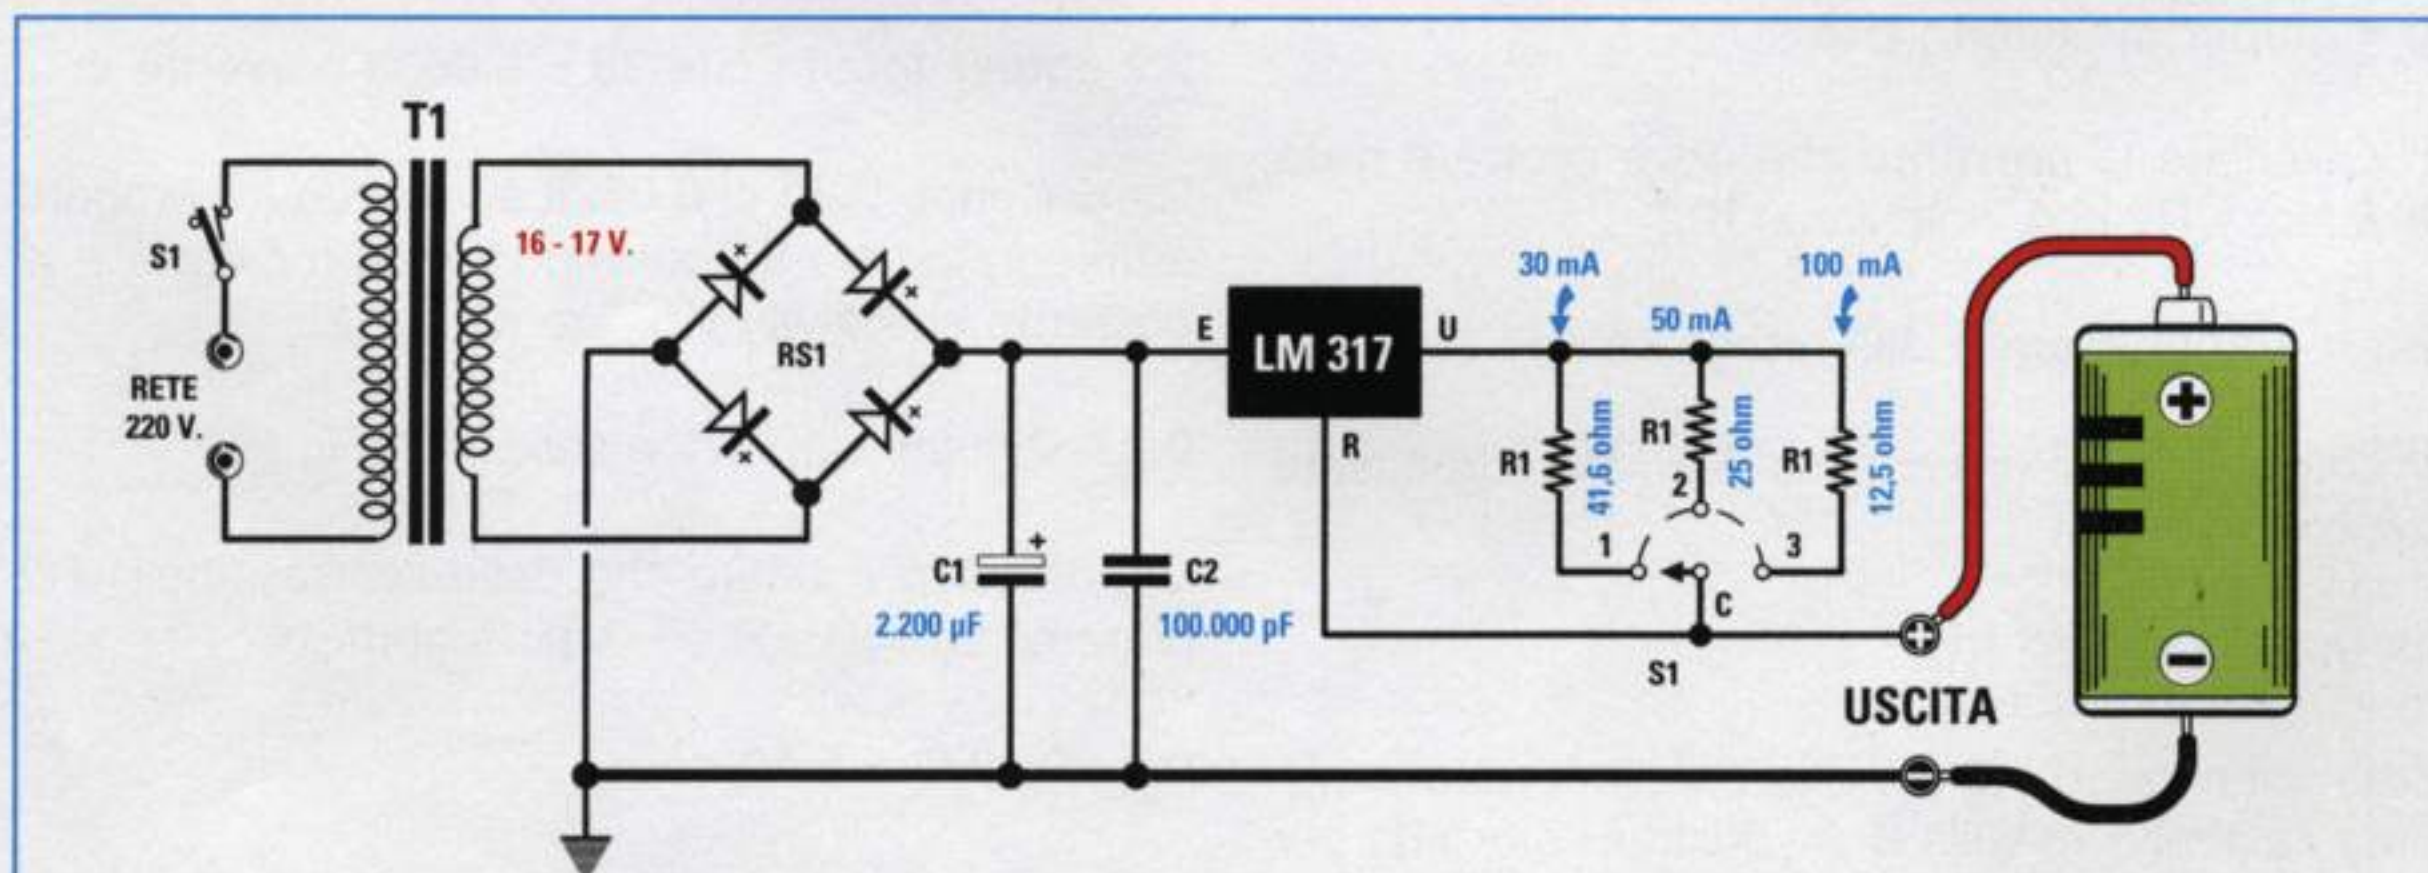 T1
S1
16 - 17 V.
RETE
220 V.
RS1
C1
+
2.200 µF
C2
100.000 pF
E
LM 317
U
R
30 mA
50 mA
100 mA
R1
41,6 ohm
R1
25 ohm
R1
12,5 ohm
1
2
3
C
S1
+
USCITA
-
+
-